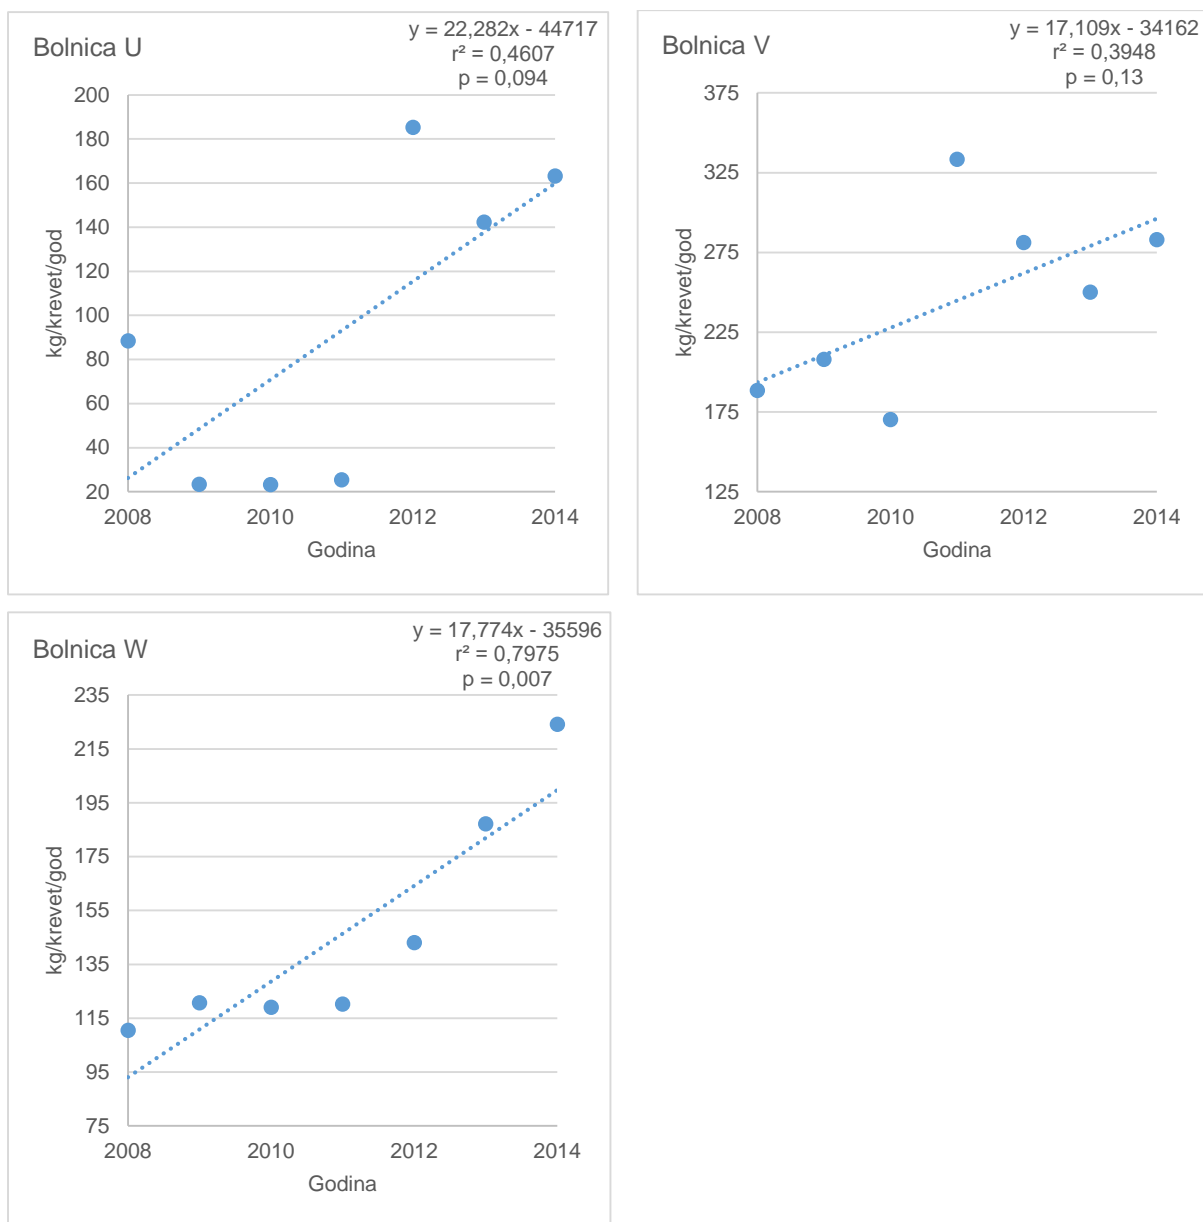 Bolnica U
y = 22,282x - 44717
r² = 0,4607
p = 0,094
200
180
160
140
120
100
80
60
40
20
kg/krevet/god
2008 2010 2012 2014
Godina
Bolnica V
y = 17,109x - 34162
r² = 0,3948
p = 0,13
375
325
275
225
175
125
kg/krevet/god
2008 2010 2012 2014
Godina
Bolnica W
y = 17,774x - 35596
r² = 0,7975
p = 0,007
235
215
195
175
155
135
115
95
75
kg/krevet/god
2008 2010 2012 2014
Godina